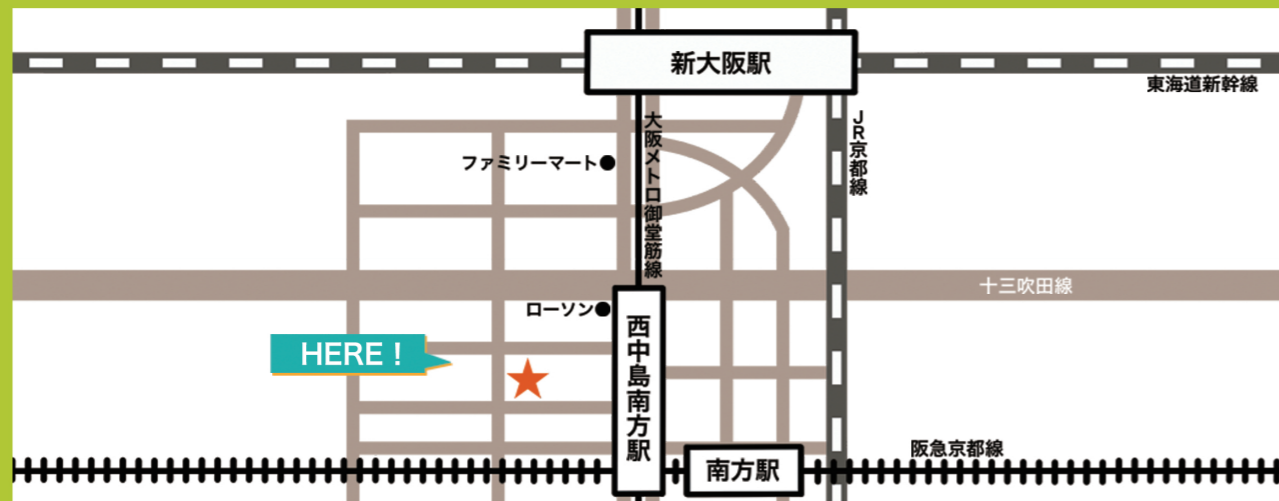 新大阪駅
東海道新幹線
大阪メトロ御堂筋線
JR京都線
ファミリーマート
十三吹田線
ローソン
HERE！
西中島南方駅
阪急京都線
南方駅